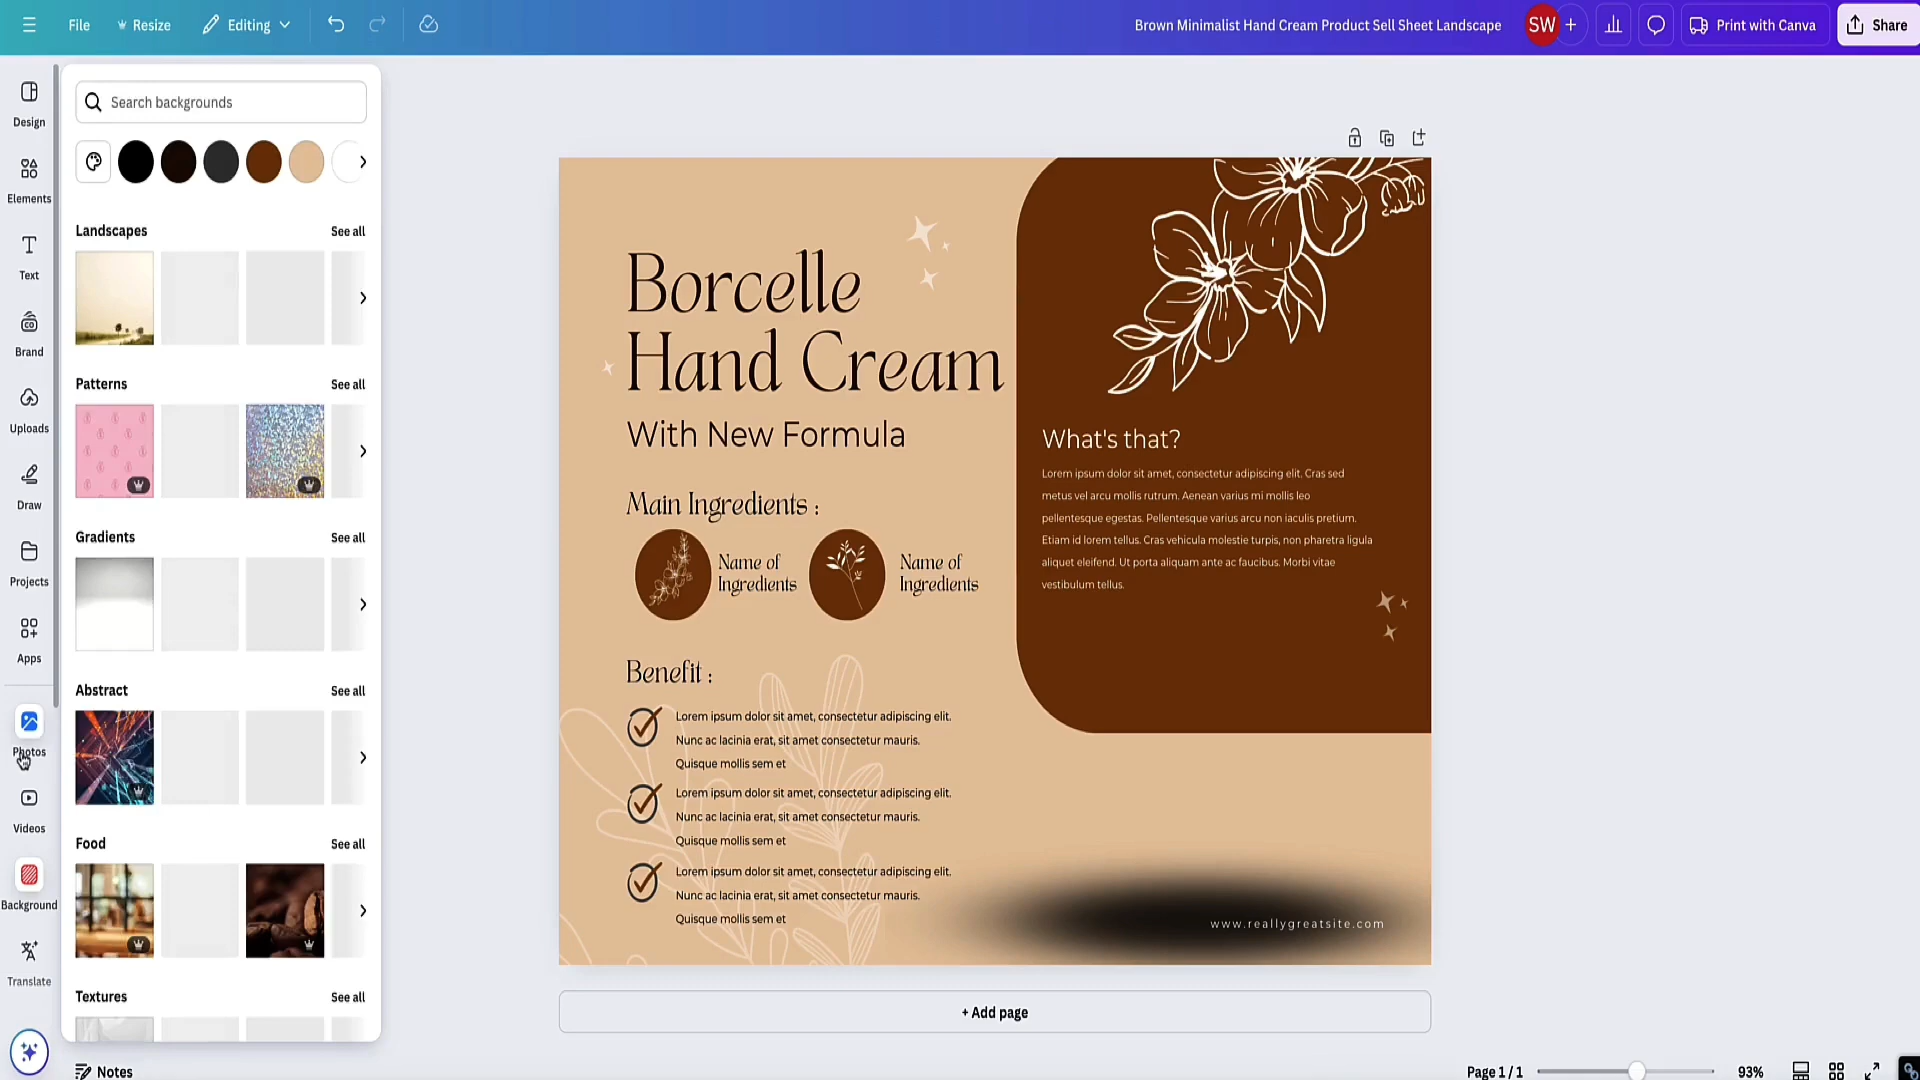 File
Resize
Editing
Brown Minimalist Hand Cream Product Sell Sheet Landscape
SW
+
Print with Canva
Share
Design
Elements
Text
Brand
Uploads
Draw
Projects
Apps
Photos
Videos
Background
Translate
Search backgrounds
Landscapes
See all
Patterns
See all
Gradients
See all
Abstract
See all
Food
See all
Textures
See all
Borcelle
Hand Cream
With New Formula
Main Ingredients :
Name of
Ingredients
Name of
Ingredients
Benefit :
Lorem ipsum dolor sit amet, consectetur adipiscing elit.
Nunc ac lacinia erat, sit amet consectetur mauris.
Quisque mollis sem et
Lorem ipsum dolor sit amet, consectetur adipiscing elit.
Nunc ac lacinia erat, sit amet consectetur mauris.
Quisque mollis sem et
Lorem ipsum dolor sit amet, consectetur adipiscing elit.
Nunc ac lacinia erat, sit amet consectetur mauris.
Quisque mollis sem et
What's that?
Lorem ipsum dolor sit amet, consectetur adipiscing elit. Cras sed
metus vel arcu mollis rutrum. Aenean varius mi mollis leo
pellentesque egestas. Pellentesque varius arcu non iaculis pretium.
Etiam id lorem tellus. Cras vehicula molestie turpis, non pharetra ligula
aliquet eleifend. Ut porta aliquam ante ac faucibus. Morbi vitae
vestibulum tellus.
www.reallygreatsite.com
+ Add page
Notes
Page 1 / 1
93%